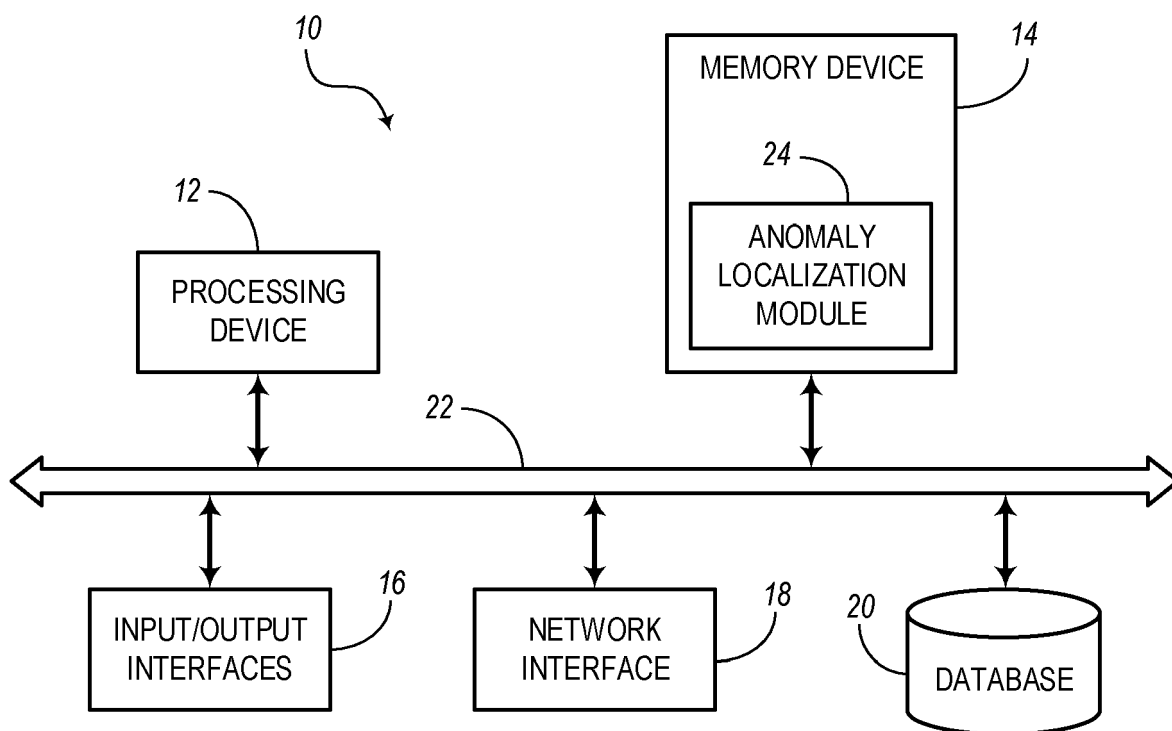 10
14
MEMORY DEVICE
24
ANOMALY
LOCALIZATION
MODULE
12
PROCESSING
DEVICE
22
16
INPUT/OUTPUT
INTERFACES
18
NETWORK
INTERFACE
20
DATABASE